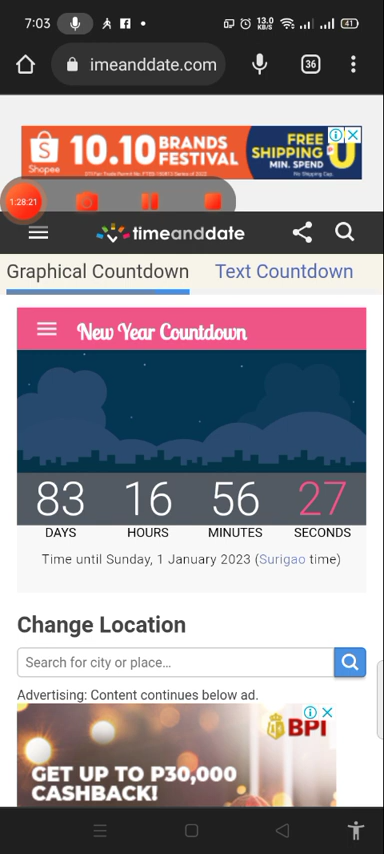 7:03
13.0
KB/S
41
imeanddate.com
36
Shopee
10.10 BRANDS FESTIVAL
FREE SHIPPING
MIN. SPEND
No Shipping Cap.
1:28:21
timeanddate
Graphical Countdown Text Countdown
New Year Countdown
83 16 56 27
DAYS HOURS MINUTES SECONDS
Time until Sunday, 1 January 2023 (Surigao time)
Change Location
Search for city or place...
Advertising: Content continues below ad.
BPI
GET UP TO P30,000
CASHBACK!